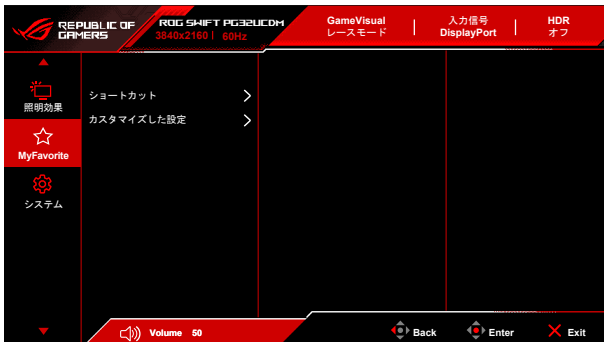 REPUBLIC OF
GAMERS
ROG SWIFT PG32UCDM
3840x2160 | 60Hz
GameVisual
レースモード
入力信号
DisplayPort
HDR
オフ
照明効果
MyFavorite
システム
ショートカット
カスタマイズした設定
Volume 50
Back
Enter
Exit